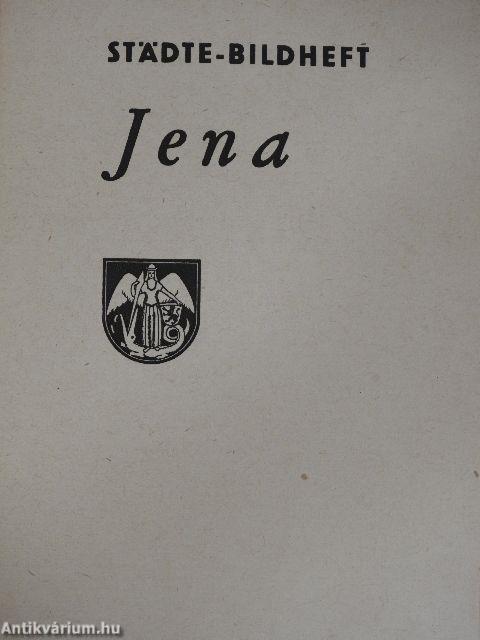 STÄDTE-BILDHEFT
Jena
Antikvárium.hu